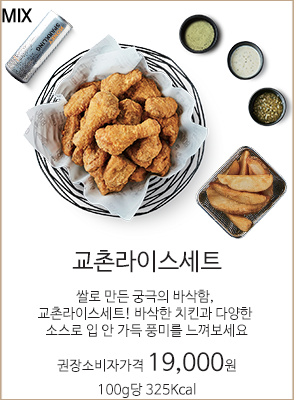 MIX
SPARKLING
교촌라이스세트
쌀로 만든 궁극의 바삭함,
교촌라이스세트! 바삭한 치킨과 다양한
소스로 입 안 가득 풍미를 느껴보세요
권장소비자가격 19,000원
100g당 325Kcal